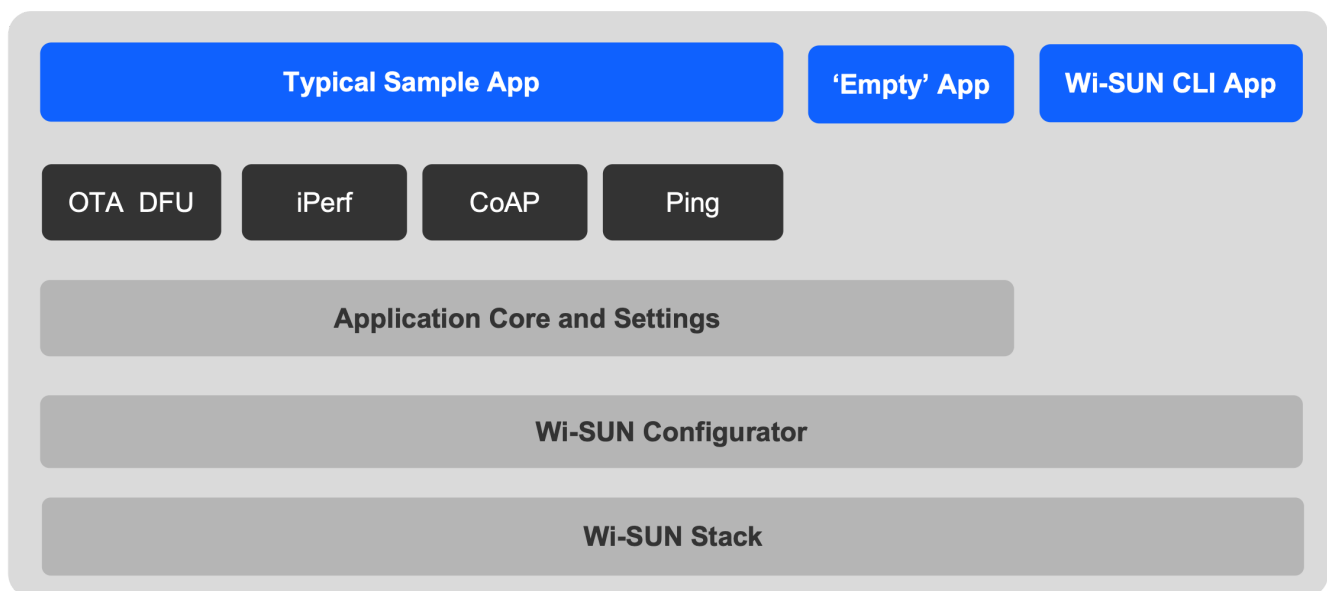 Typical Sample App
‘Empty’ App
Wi-SUN CLI App
OTA DFU
iPerf
CoAP
Ping
Application Core and Settings
Wi-SUN Configurator
Wi-SUN Stack